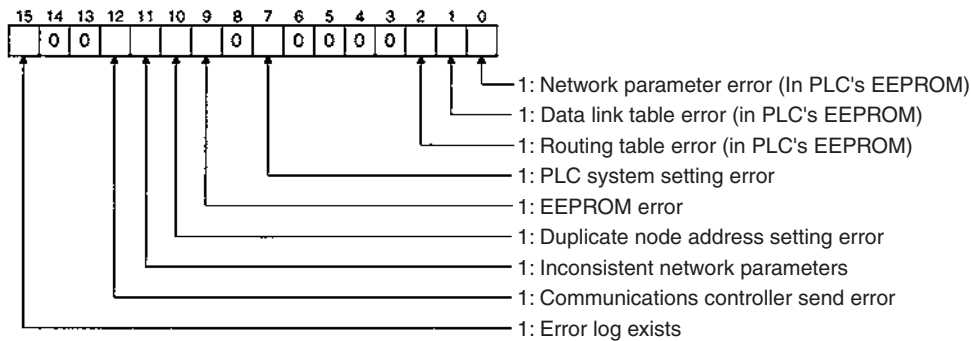 15 14 13 12 11 10 9 8 7 6 5 4 3 2 1 0
0 0 0 0 0 0 0
1: Network parameter error (In PLC's EEPROM)
1: Data link table error (in PLC's EEPROM)
1: Routing table error (in PLC's EEPROM)
1: PLC system setting error
1: EEPROM error
1: Duplicate node address setting error
1: Inconsistent network parameters
1: Communications controller send error
1: Error log exists